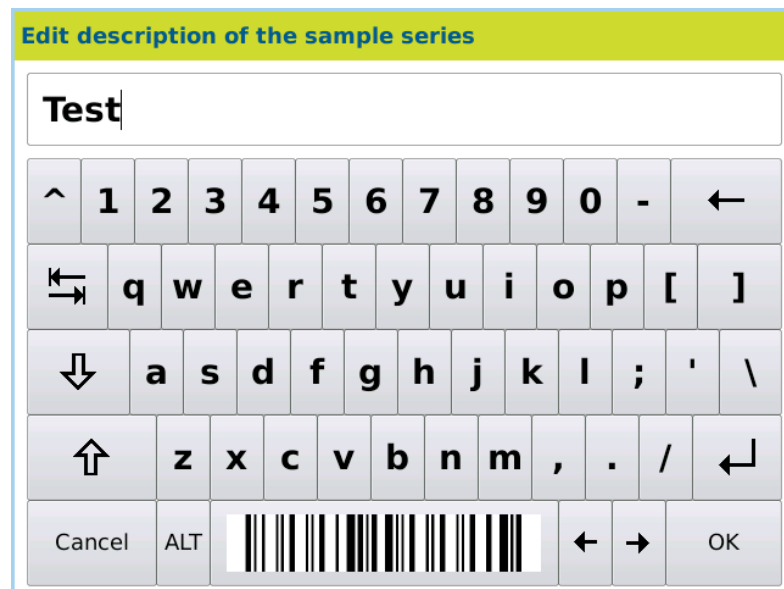 Edit description of the sample series
Test
^ 1 2 3 4 5 6 7 8 9 0 - ←
q w e r t y u i o p [ ]
a s d f g h j k l ; ' \
z x c v b n m , . /
Cancel ALT ← → OK